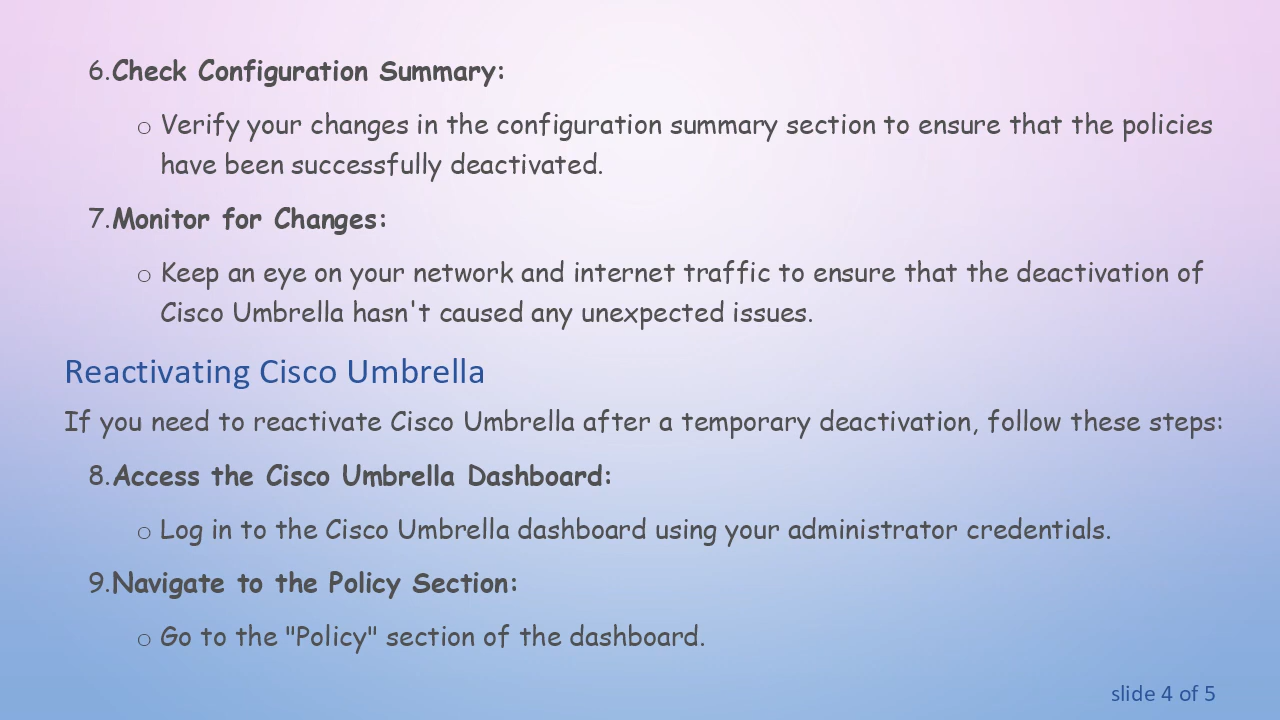 6.Check Configuration Summary:
o Verify your changes in the configuration summary section to ensure that the policies
have been successfully deactivated.
7.Monitor for Changes:
o Keep an eye on your network and internet traffic to ensure that the deactivation of
Cisco Umbrella hasn't caused any unexpected issues.
Reactivating Cisco Umbrella
If you need to reactivate Cisco Umbrella after a temporary deactivation, follow these steps:
8.Access the Cisco Umbrella Dashboard:
o Log in to the Cisco Umbrella dashboard using your administrator credentials.
9.Navigate to the Policy Section:
o Go to the "Policy" section of the dashboard.
slide 4 of 5